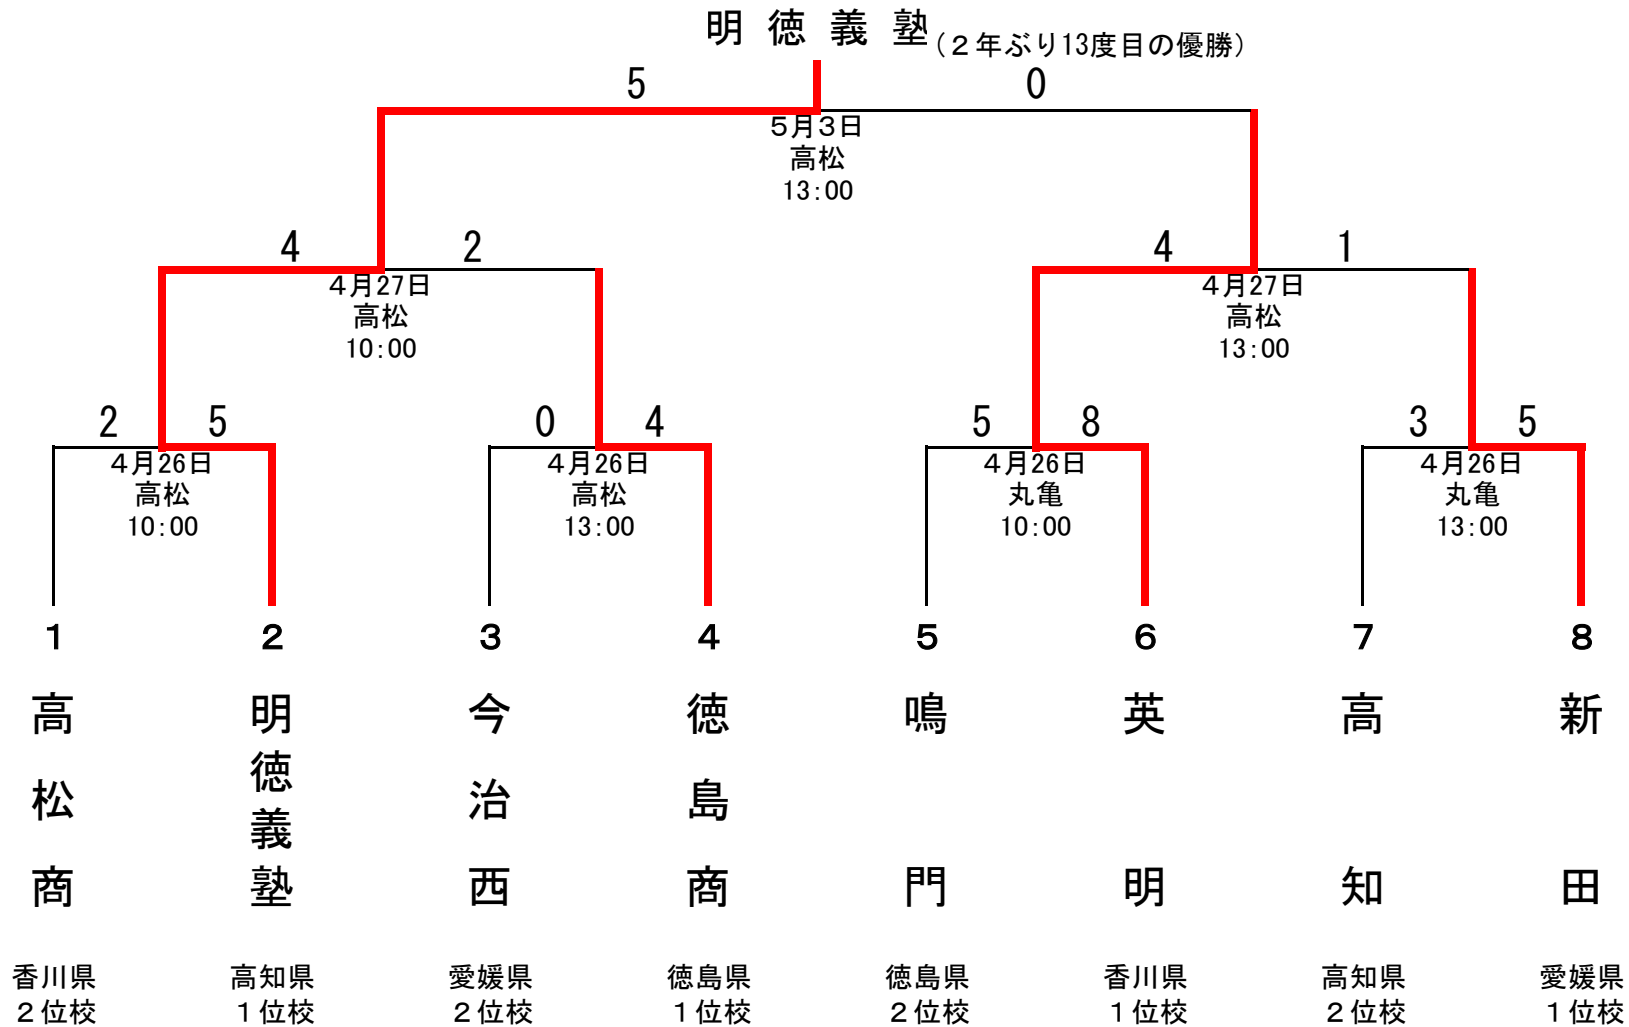 明徳義塾(２年ぶり13度目の優勝)
5 0
５月３日
高松
13:00
4 2 4 1
４月27日
高松
10:00
４月27日
高松
13:00
2 5 0 4 5 8 3 5
４月26日
高松
10:00
４月26日
高松
13:00
４月26日
丸亀
10:00
４月26日
丸亀
13:00
1 2 3 4 5 6 7 8
高松商
明徳義塾
今治西
徳島商
鳴門
英明
高知
新田
香川県
２位校
高知県
１位校
愛媛県
２位校
徳島県
１位校
徳島県
２位校
香川県
１位校
高知県
２位校
愛媛県
１位校